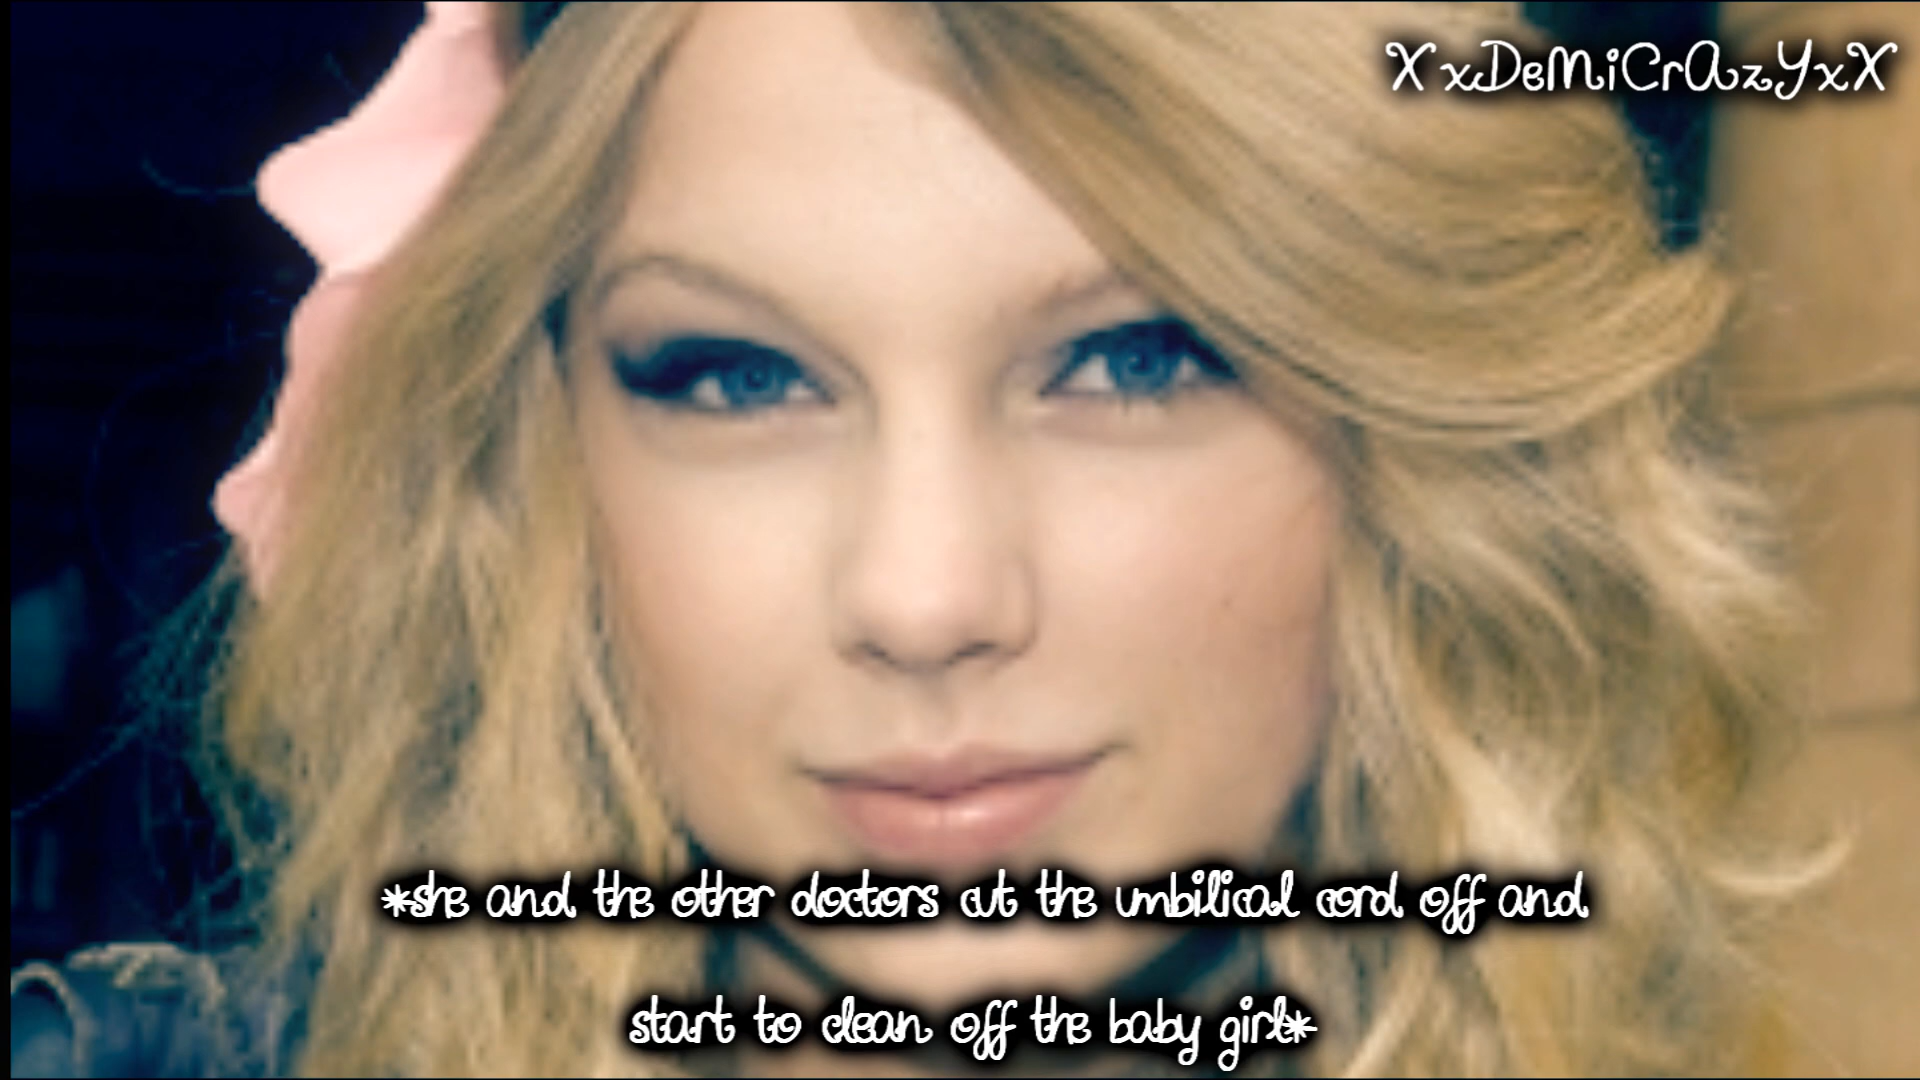 XxDeMiCrAzYxX
*she and the other doctors cut the umbilical cord off and
start to clean off the baby girl*